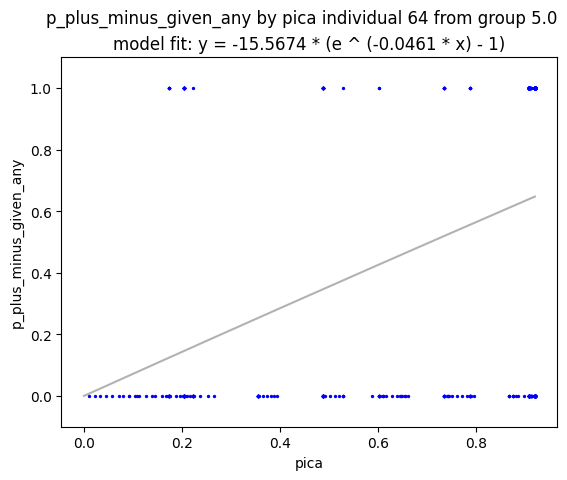 p_plus_minus_given_any by pica individual 64 from group 5.0
model fit: y = -15.5674 * (e ^ (-0.0461 * x) - 1)
1.0
0.8
0.6
0.4
0.2
0.0
p_plus_minus_given_any
0.0 0.2 0.4 0.6 0.8
pica